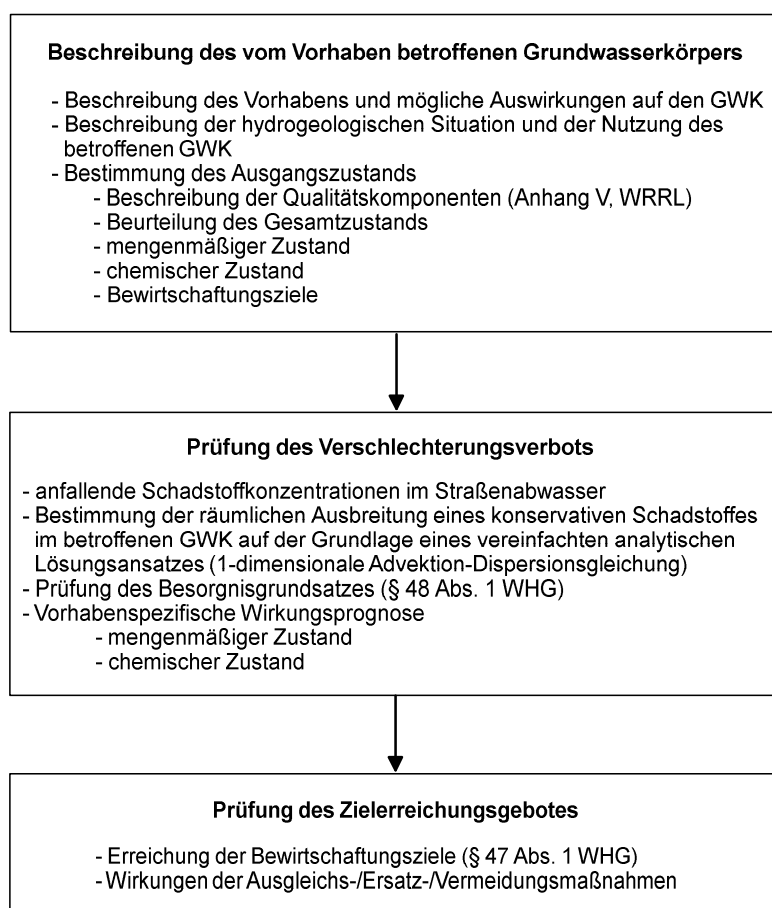 Beschreibung des vom Vorhaben betroffenen Grundwasserkörpers
- Beschreibung des Vorhabens und mögliche Auswirkungen auf den GWK
- Beschreibung der hydrogeologischen Situation und der Nutzung des
betroffenen GWK
- Bestimmung des Ausgangszustands
- Beschreibung der Qualitätskomponenten (Anhang V, WRRL)
- Beurteilung des Gesamtzustands
- mengenmäßiger Zustand
- chemischer Zustand
- Bewirtschaftungsziele
Prüfung des Verschlechterungsverbots
- anfallende Schadstoffkonzentrationen im Straßenabwasser
- Bestimmung der räumlichen Ausbreitung eines konservativen Schadstoffes
im betroffenen GWK auf der Grundlage eines vereinfachten analytischen
Lösungsansatzes (1-dimensionale Advektion-Dispersionsgleichung)
- Prüfung des Besorgnisgrundsatzes (§ 48 Abs. 1 WHG)
- Vorhabenspezifische Wirkungsprognose
- mengenmäßiger Zustand
- chemischer Zustand
Prüfung des Zielerreichungsgebotes
- Erreichung der Bewirtschaftungsziele (§ 47 Abs. 1 WHG)
- Wirkungen der Ausgleichs-/Ersatz-/Vermeidungsmaßnahmen